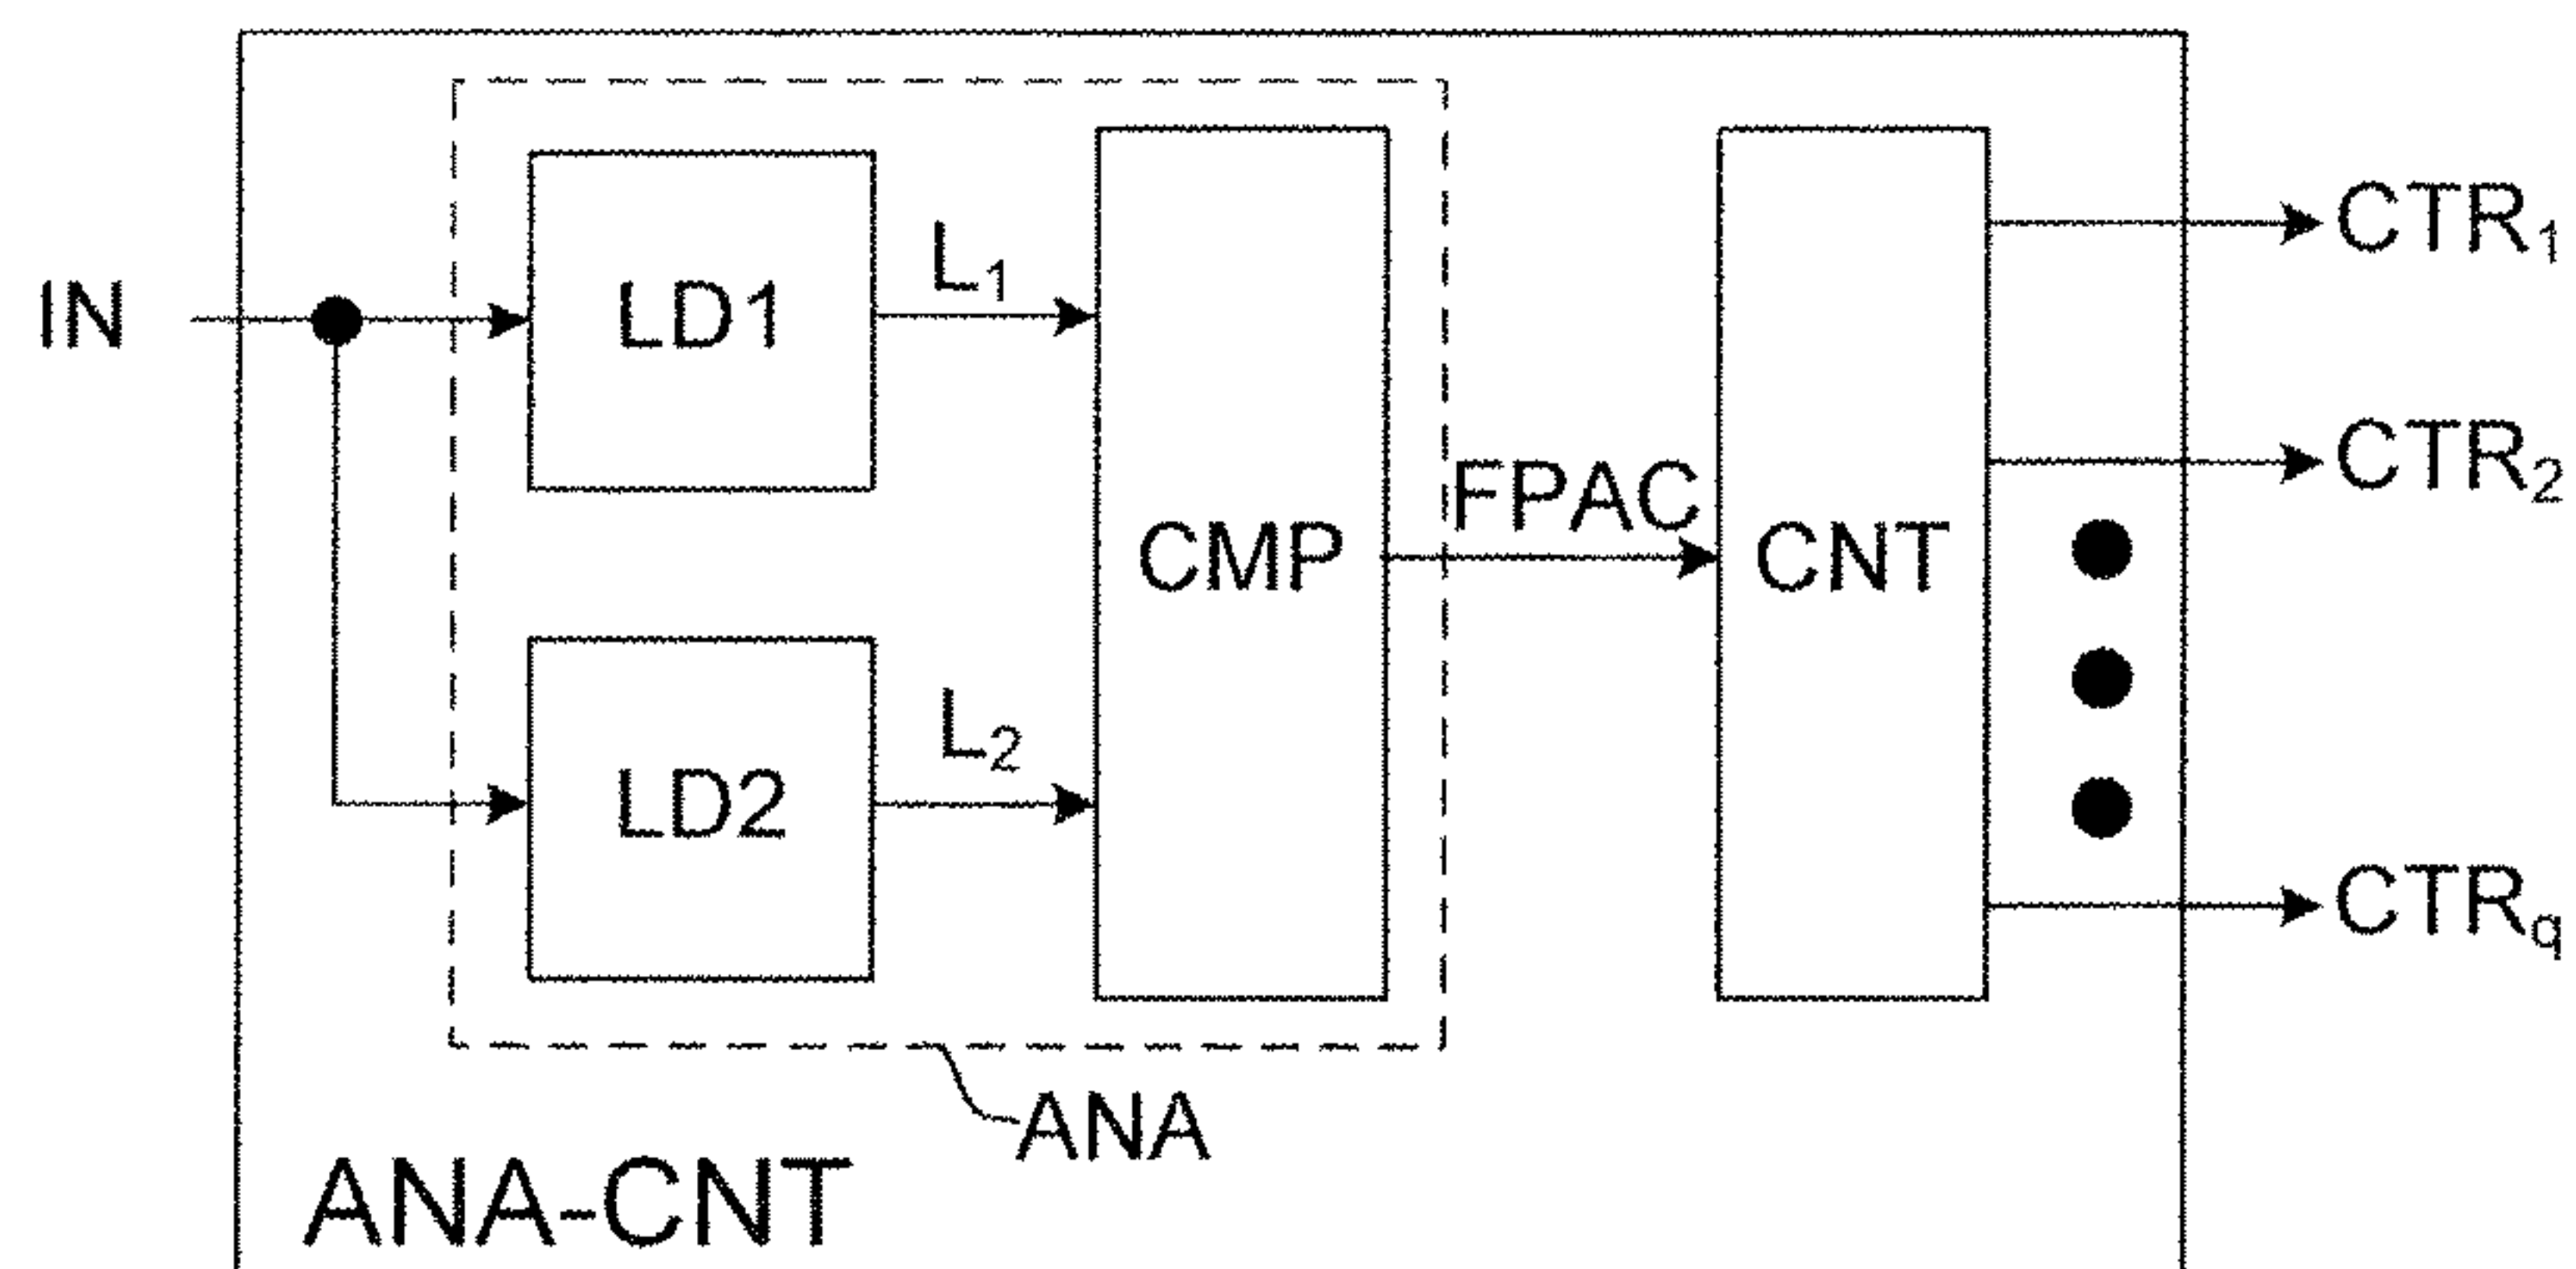 IN
LD1
L1
LD2
L2
CMP
FPAC
CNT
CTR1
CTR2
CTRq
ANA
ANA-CNT